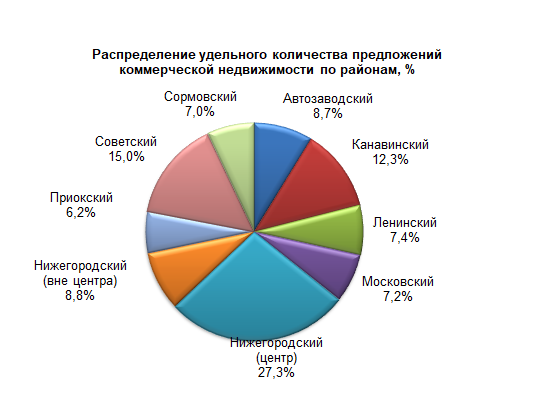 Распределение удельного количества предложений
коммерческой недвижимости по районам, %
Сормовский
7,0%
Автозаводский
8,7%
Советский
15,0%
Канавинский
12,3%
Приокский
6,2%
Ленинский
7,4%
Нижегородский
(вне центра)
8,8%
Московский
7,2%
Нижегородский
(центр)
27,3%